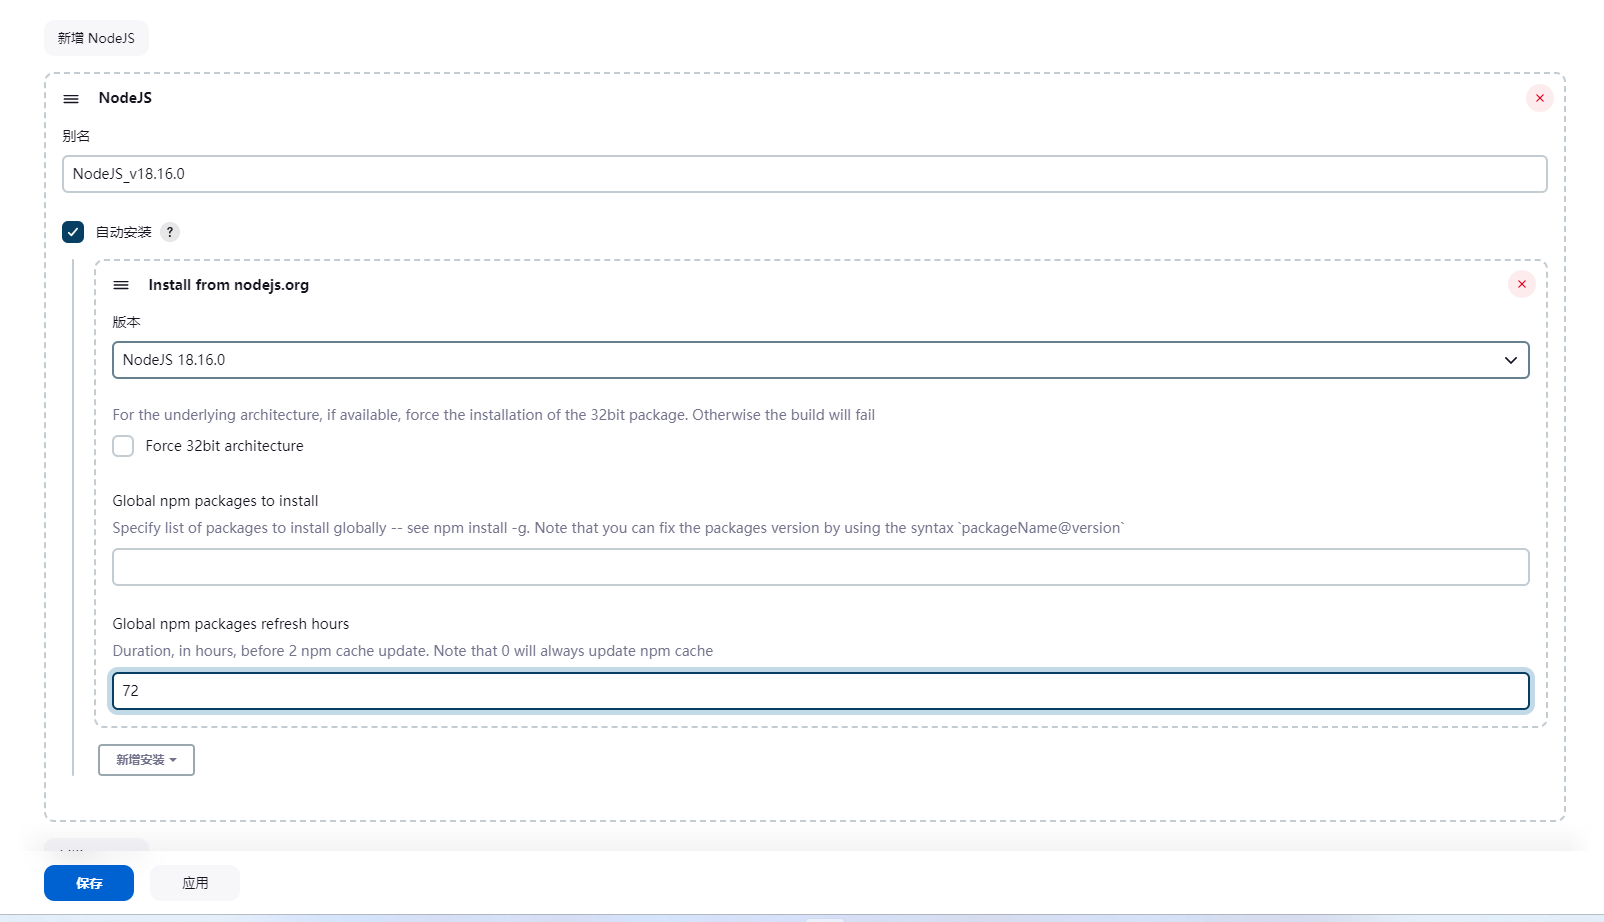 新增 NodeJS
NodeJS
别名
NodeJS_v18.16.0
自动安装 ?
Install from nodejs.org
版本
NodeJS 18.16.0
For the underlying architecture, if available, force the installation of the 32bit package. Otherwise the build will fail
Force 32bit architecture
Global npm packages to install
Specify list of packages to install globally -- see npm install -g. Note that you can fix the packages version by using the syntax `packageName@version`
Global npm packages refresh hours
Duration, in hours, before 2 npm cache update. Note that 0 will always update npm cache
72
新增安装
保存
应用